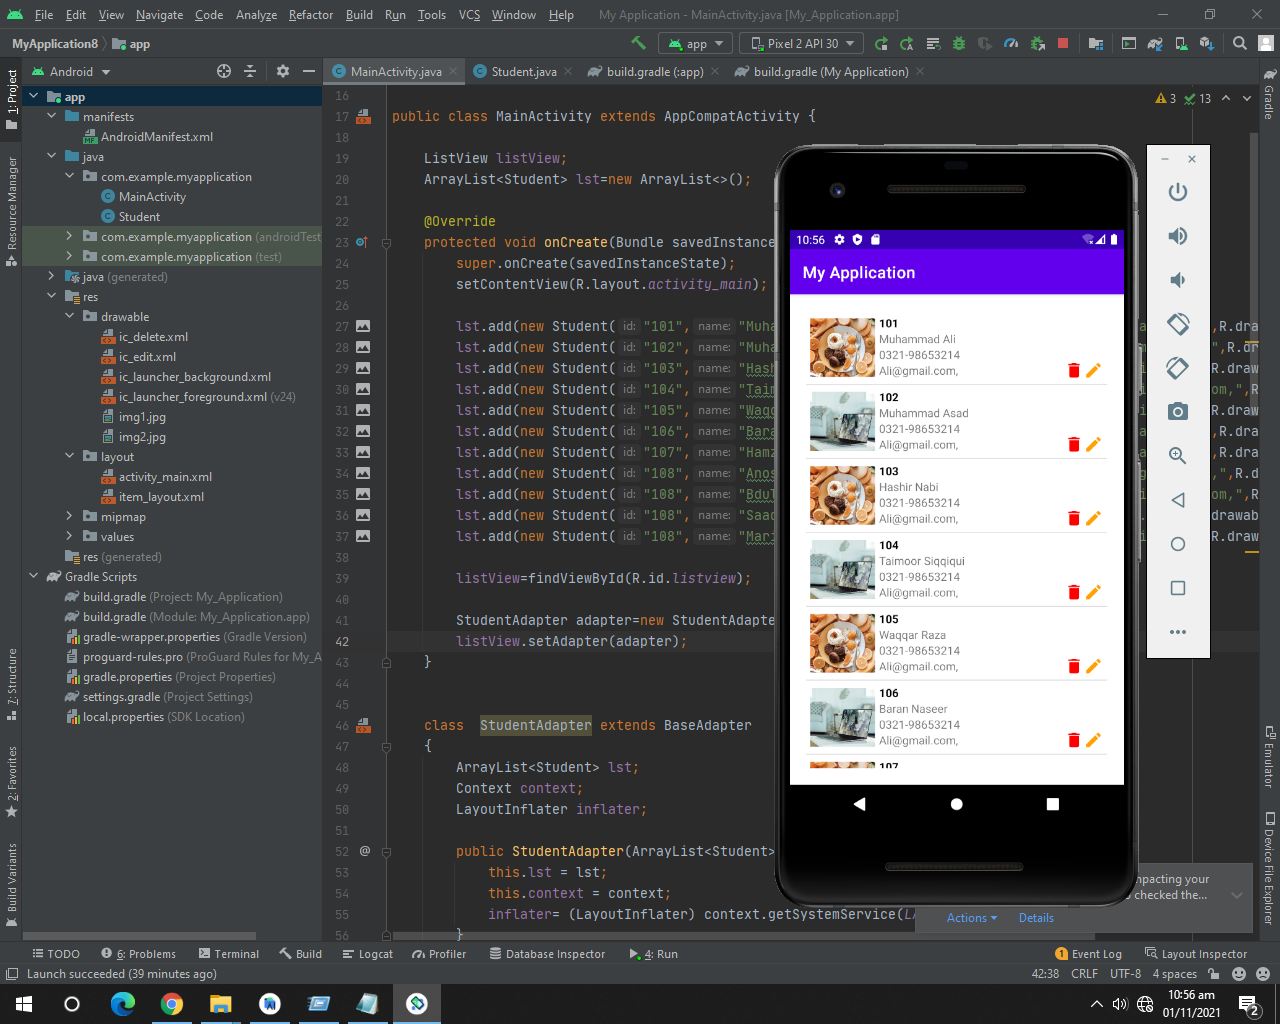 File Edit View Navigate Code Analyze Refactor Build Run Tools VCS Window Help My Application - MainActivity.java [My_Application.app]
MyApplication8 app
app Pixel 2 API 30
1: Project
Resource Manager
7: Structure
2: Favorites
Build Variants
Android
app
manifests
AndroidManifest.xml
java
com.example.myapplication
MainActivity
Student
com.example.myapplication (androidTest
com.example.myapplication (test)
java (generated)
res
drawable
ic_delete.xml
ic_edit.xml
ic_launcher_background.xml
ic_launcher_foreground.xml (v24)
img1.jpg
img2.jpg
layout
activity_main.xml
item_layout.xml
mipmap
values
res (generated)
Gradle Scripts
build.gradle (Project: My_Application)
build.gradle (Module: My_Application.app)
gradle-wrapper.properties (Gradle Version)
proguard-rules.pro (ProGuard Rules for My_A
gradle.properties (Project Properties)
settings.gradle (Project Settings)
local.properties (SDK Location)
MainActivity.java Student.java build.gradle (:app) build.gradle (My Application)
3 13
16
17 public class MainActivity extends AppCompatActivity {
18
19 ListView listView;
20 ArrayList<Student> lst=new ArrayList<>();
21
22 @Override
23 protected void onCreate(Bundle savedInstance
24 super.onCreate(savedInstanceState);
25 setContentView(R.layout.activity_main);
26
27 lst.add(new Student( id: "101", name: "Muha ,R.dra
28 lst.add(new Student( id: "102", name: "Muha ",R.dr
29 lst.add(new Student( id: "103", name: "Hash R.draw
30 lst.add(new Student( id: "104", name: "Taim om,",R
31 lst.add(new Student( id: "105", name: "Waqq ,R.dra
32 lst.add(new Student( id: "106", name: "Bara R.dra
33 lst.add(new Student( id: "107", name: "Hamz R.draw
34 lst.add(new Student( id: "108", name: "Anos ,",R.d
35 lst.add(new Student( id: "108", name: "Bdul om,",R
36 lst.add(new Student( id: "108", name: "Saad drawab
37 lst.add(new Student( id: "108", name: "Mari R.draw
38
39 listView=findViewById(R.id.listview);
40
41 StudentAdapter adapter=new StudentAdapte
42 listView.setAdapter(adapter);
43 }
44
45
46 class StudentAdapter extends BaseAdapter
47 {
48 ArrayList<Student> lst;
49 Context context;
50 LayoutInflater inflater;
51
52 public StudentAdapter(ArrayList<Student>
53 this.lst = lst;
54 this.context = context;
55 inflater= (LayoutInflater) context.getSystemService(LA
56 }
10:56
My Application
101
Muhammad Ali
0321-98653214
Ali@gmail.com,
102
Muhammad Asad
0321-98653214
Ali@gmail.com,
103
Hashir Nabi
0321-98653214
Ali@gmail.com,
104
Taimoor Siqqiqui
0321-98653214
Ali@gmail.com,
105
Waqqar Raza
0321-98653214
Ali@gmail.com,
106
Baran Naseer
0321-98653214
Ali@gmail.com,
107
Gradle
Emulator
Device File Explorer
mpacting your
checked the...
Actions Details
TODO 6: Problems Terminal Build Logcat Profiler Database Inspector 4: Run 1 Event Log Layout Inspector
Launch succeeded (39 minutes ago) 42:38 CRLF UTF-8 4 spaces
10:56 am
01/11/2021
2